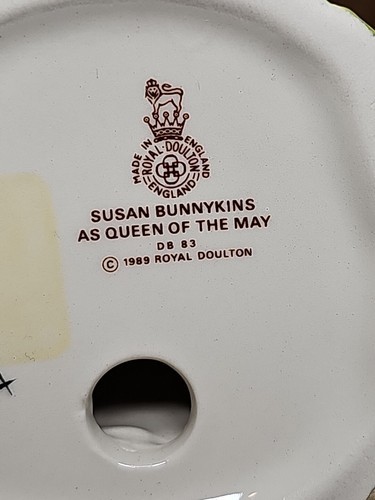 MADE IN ENGLAND
ROYAL·DOULTON
ENGLAND
SUSAN BUNNYKINS
AS QUEEN OF THE MAY
DB 83
© 1989 ROYAL DOULTON